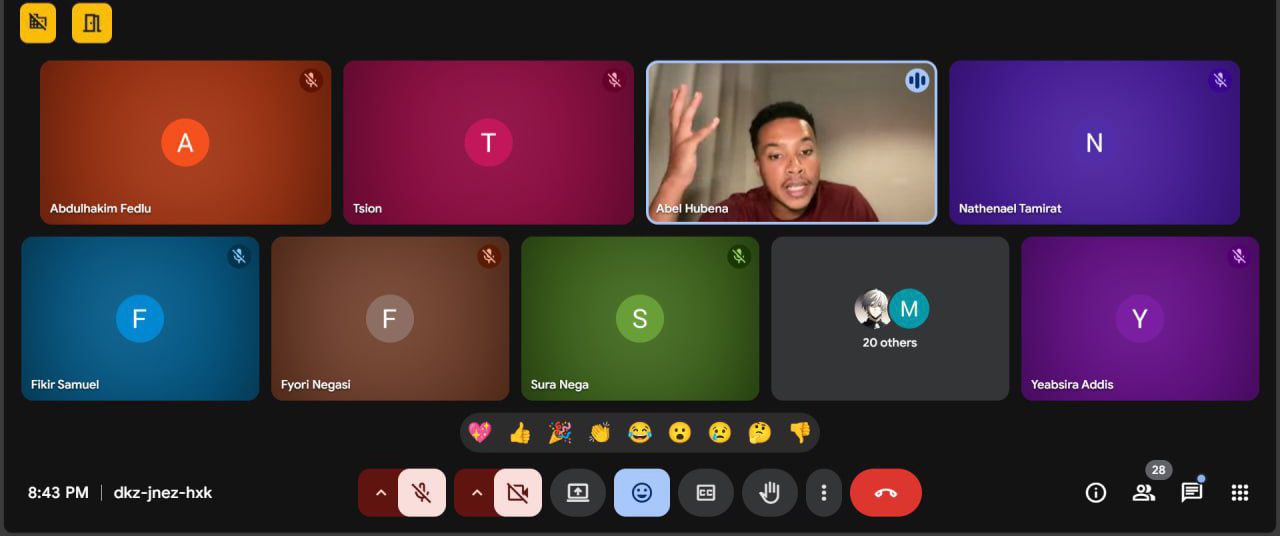 A
Abdulhakim Fedlu
T
Tsion
Abel Hubena
N
Nathenael Tamirat
F
Fikir Samuel
F
Fyori Negasi
S
Sura Nega
M
20 others
Y
Yeabsira Addis
8:43 PM | dkz-jnez-hxk
CC
28